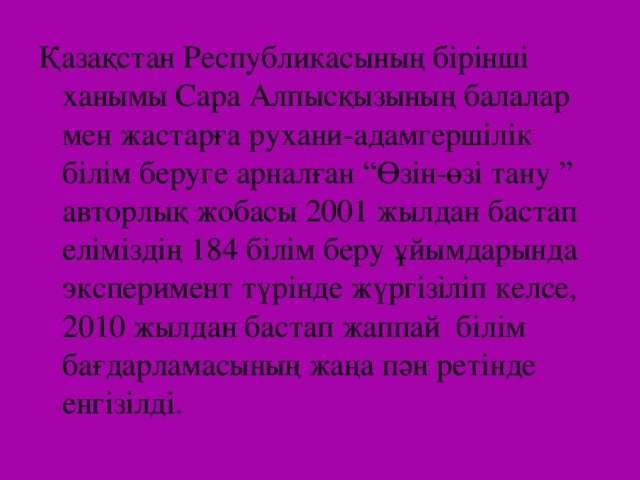 Қазақстан Республикасының бірінші
ханымы Сара Алпысқызының балалар
мен жастарға рухани-адамгершілік
білім беруге арналған “Өзін-өзі тану ”
авторлық жобасы 2001 жылдан бастап
еліміздің 184 білім беру ұйымдарында
эксперимент түрінде жүргізіліп келсе,
2010 жылдан бастап жаппай  білім
бағдарламасының жаңа пән ретінде
енгізілді.